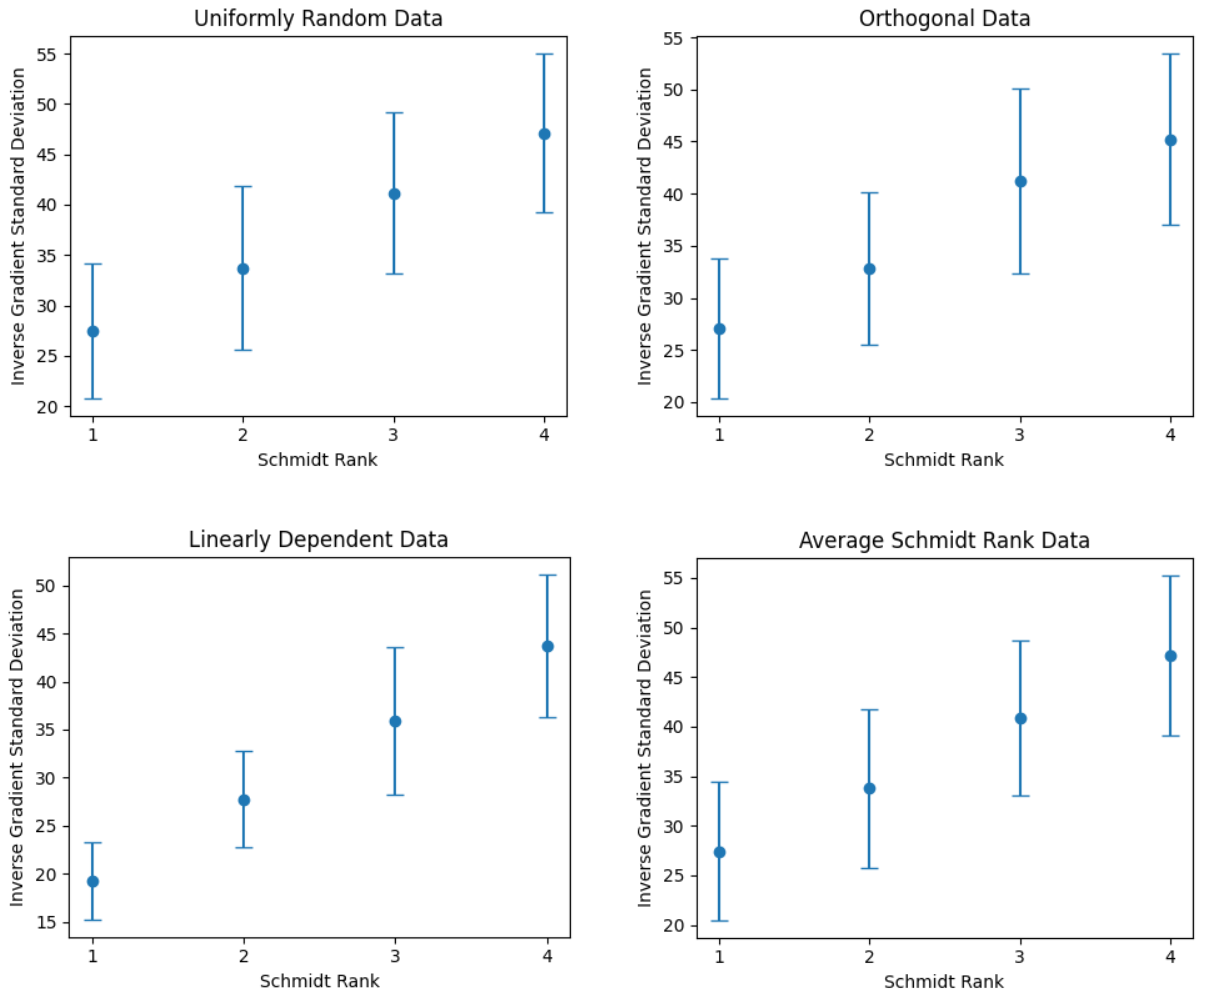 Uniformly Random Data
Inverse Gradient Standard Deviation
55
50
45
40
35
30
25
20
1 2 3 4
Schmidt Rank
Orthogonal Data
Inverse Gradient Standard Deviation
55
50
45
40
35
30
25
20
1 2 3 4
Schmidt Rank
Linearly Dependent Data
Inverse Gradient Standard Deviation
50
45
40
35
30
25
20
15
1 2 3 4
Schmidt Rank
Average Schmidt Rank Data
Inverse Gradient Standard Deviation
55
50
45
40
35
30
25
20
1 2 3 4
Schmidt Rank